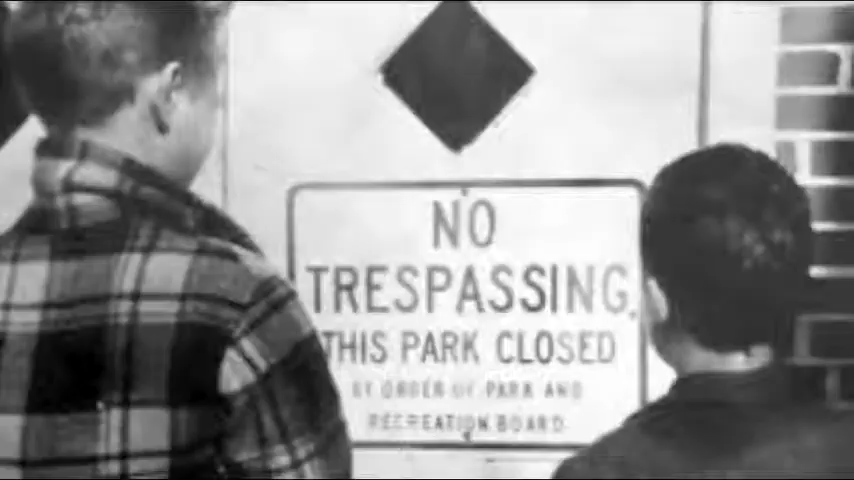 NO
TRESPASSING
THIS PARK CLOSED
BY ORDER OF PARK AND
RECREATION BOARD